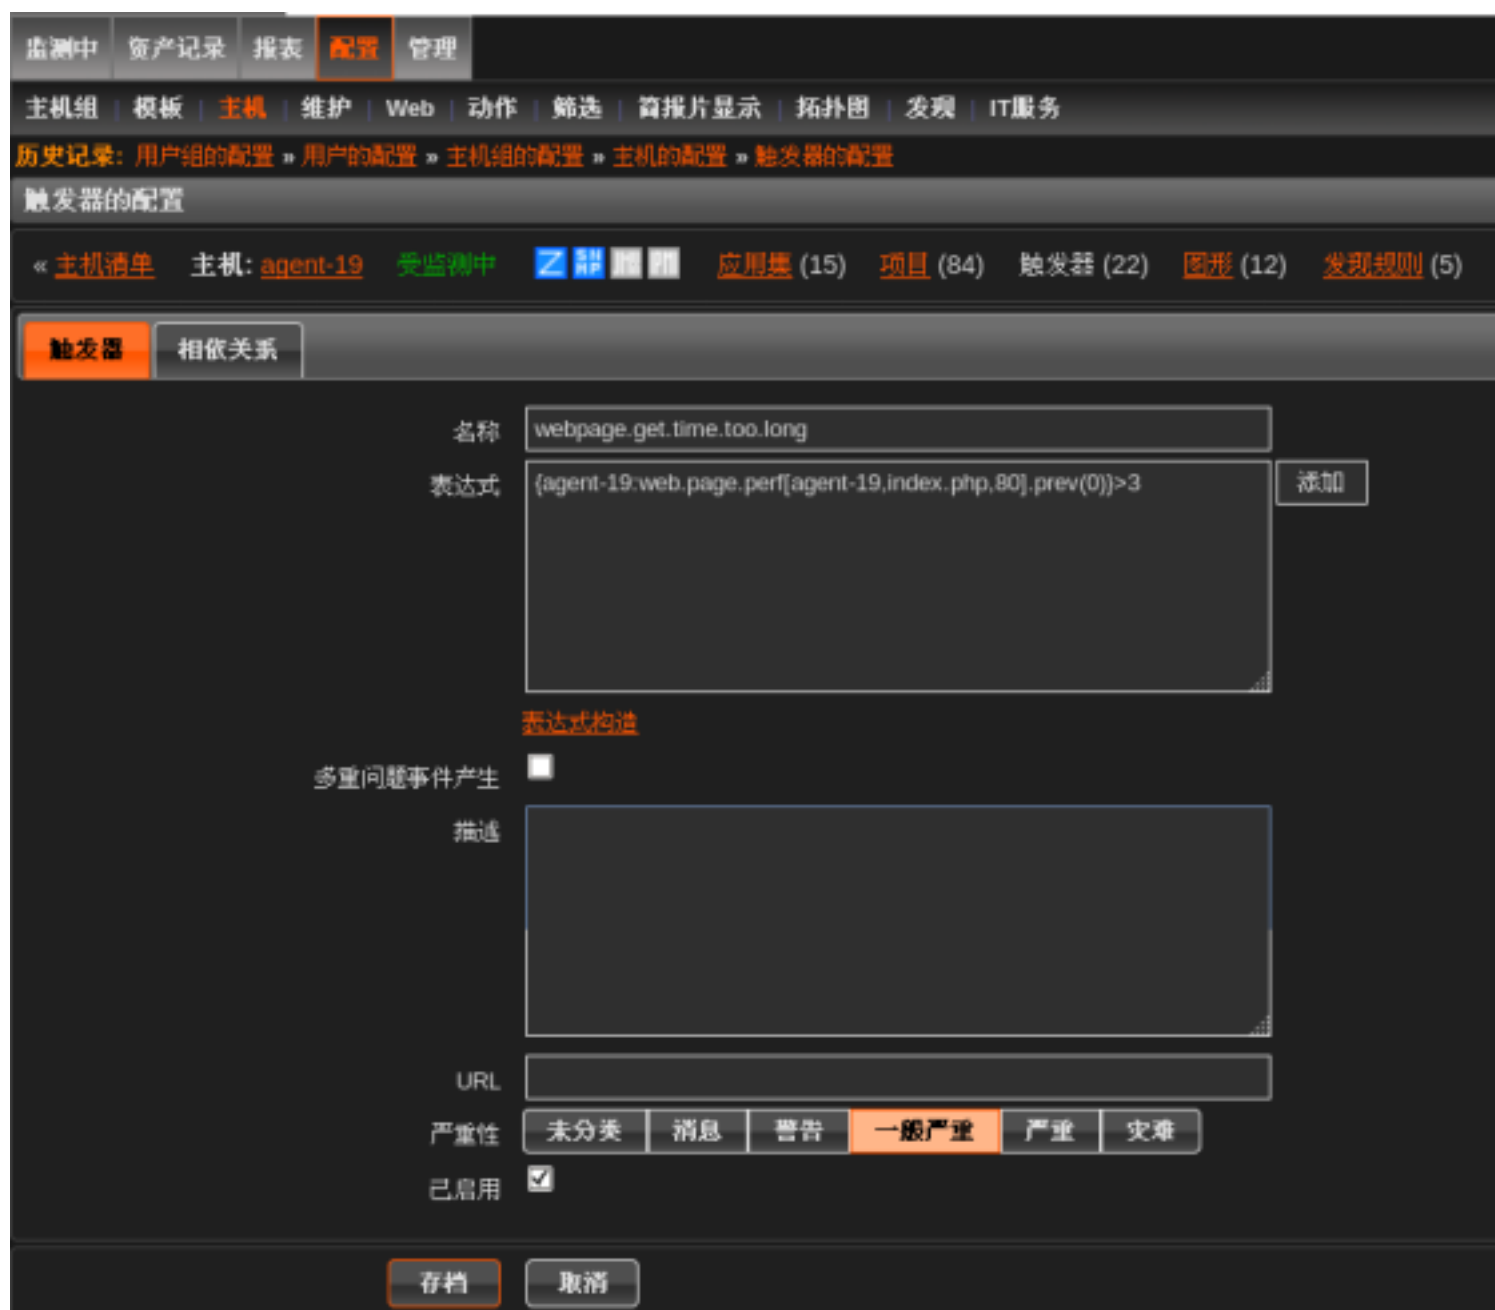 监测中 资产记录 报表 配置 管理
主机组 模板 主机 维护 Web 动作 筛选 简报片显示 拓扑图 发现 IT服务
历史记录: 用户组的配置 » 用户的配置 » 主机组的配置 » 主机的配置 » 触发器的配置
触发器的配置
« 主机清单 主机: agent-19 受监测中 Z 应用集 (15) 项目 (84) 触发器 (22) 图形 (12) 发现规则 (5)
触发器 相依关系
名称 webpage.get.time.too.long
表达式 {agent-19:web.page.perf[agent-19,index.php,80].prev(0)}>3 添加
表达式构造
多重问题事件产生
描述
URL
严重性 未分类 消息 警告 一般严重 严重 灾难
已启用
存档 取消